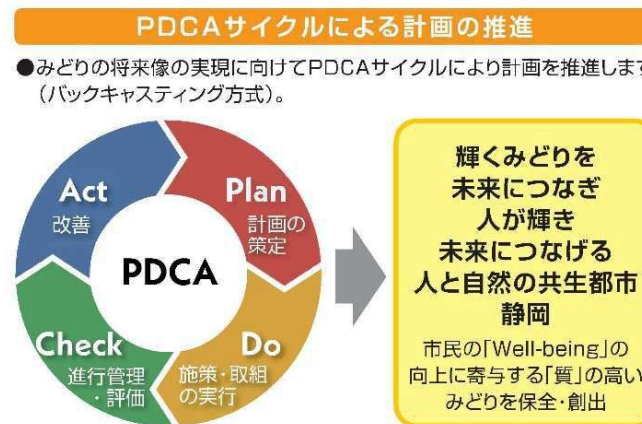 PDCAサイクルによる計画の推進
●みどりの将来像の実現に向けてPDCAサイクルにより計画を推進します
（バックキャスティング方式）。
Act
改善
Plan
計画の
策定
PDCA
Check
進行管理
・評価
Do
施策・取組
の実行
輝くみどりを
未来につなぎ
人が輝き
未来につなげる
人と自然の共生都市
静岡
市民の「Well-being」の
向上に寄与する「質」の高い
みどりを保全・創出